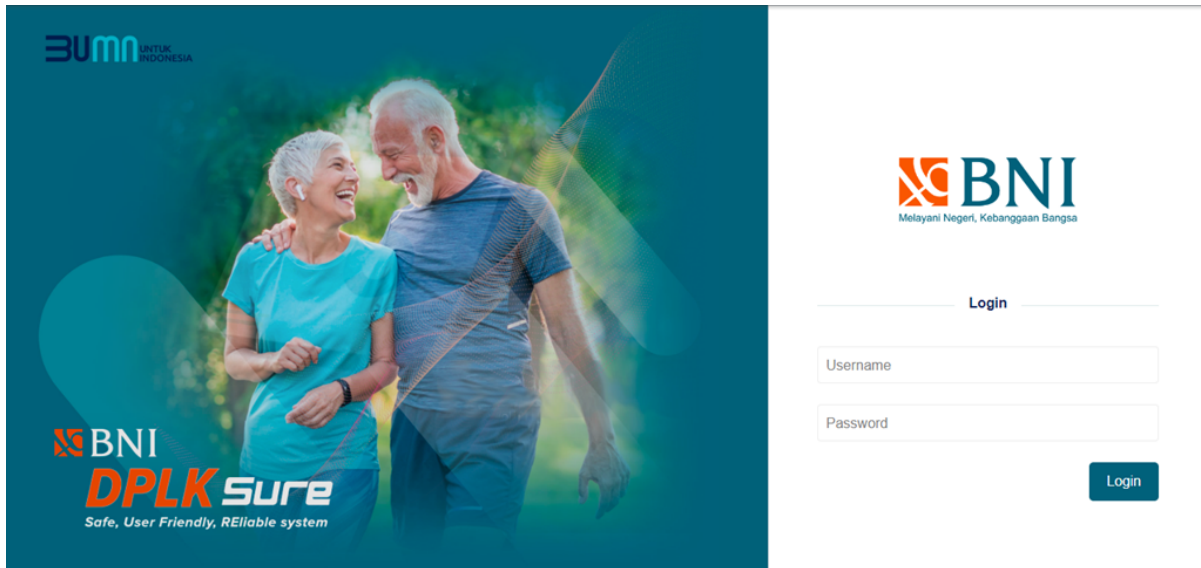 BUMN UNTUK
INDONESIA
BNI
DPLK Sure
Safe, User Friendly, REliable system
BNI
Melayani Negeri, Kebanggaan Bangsa
Login
Username
Password
Login